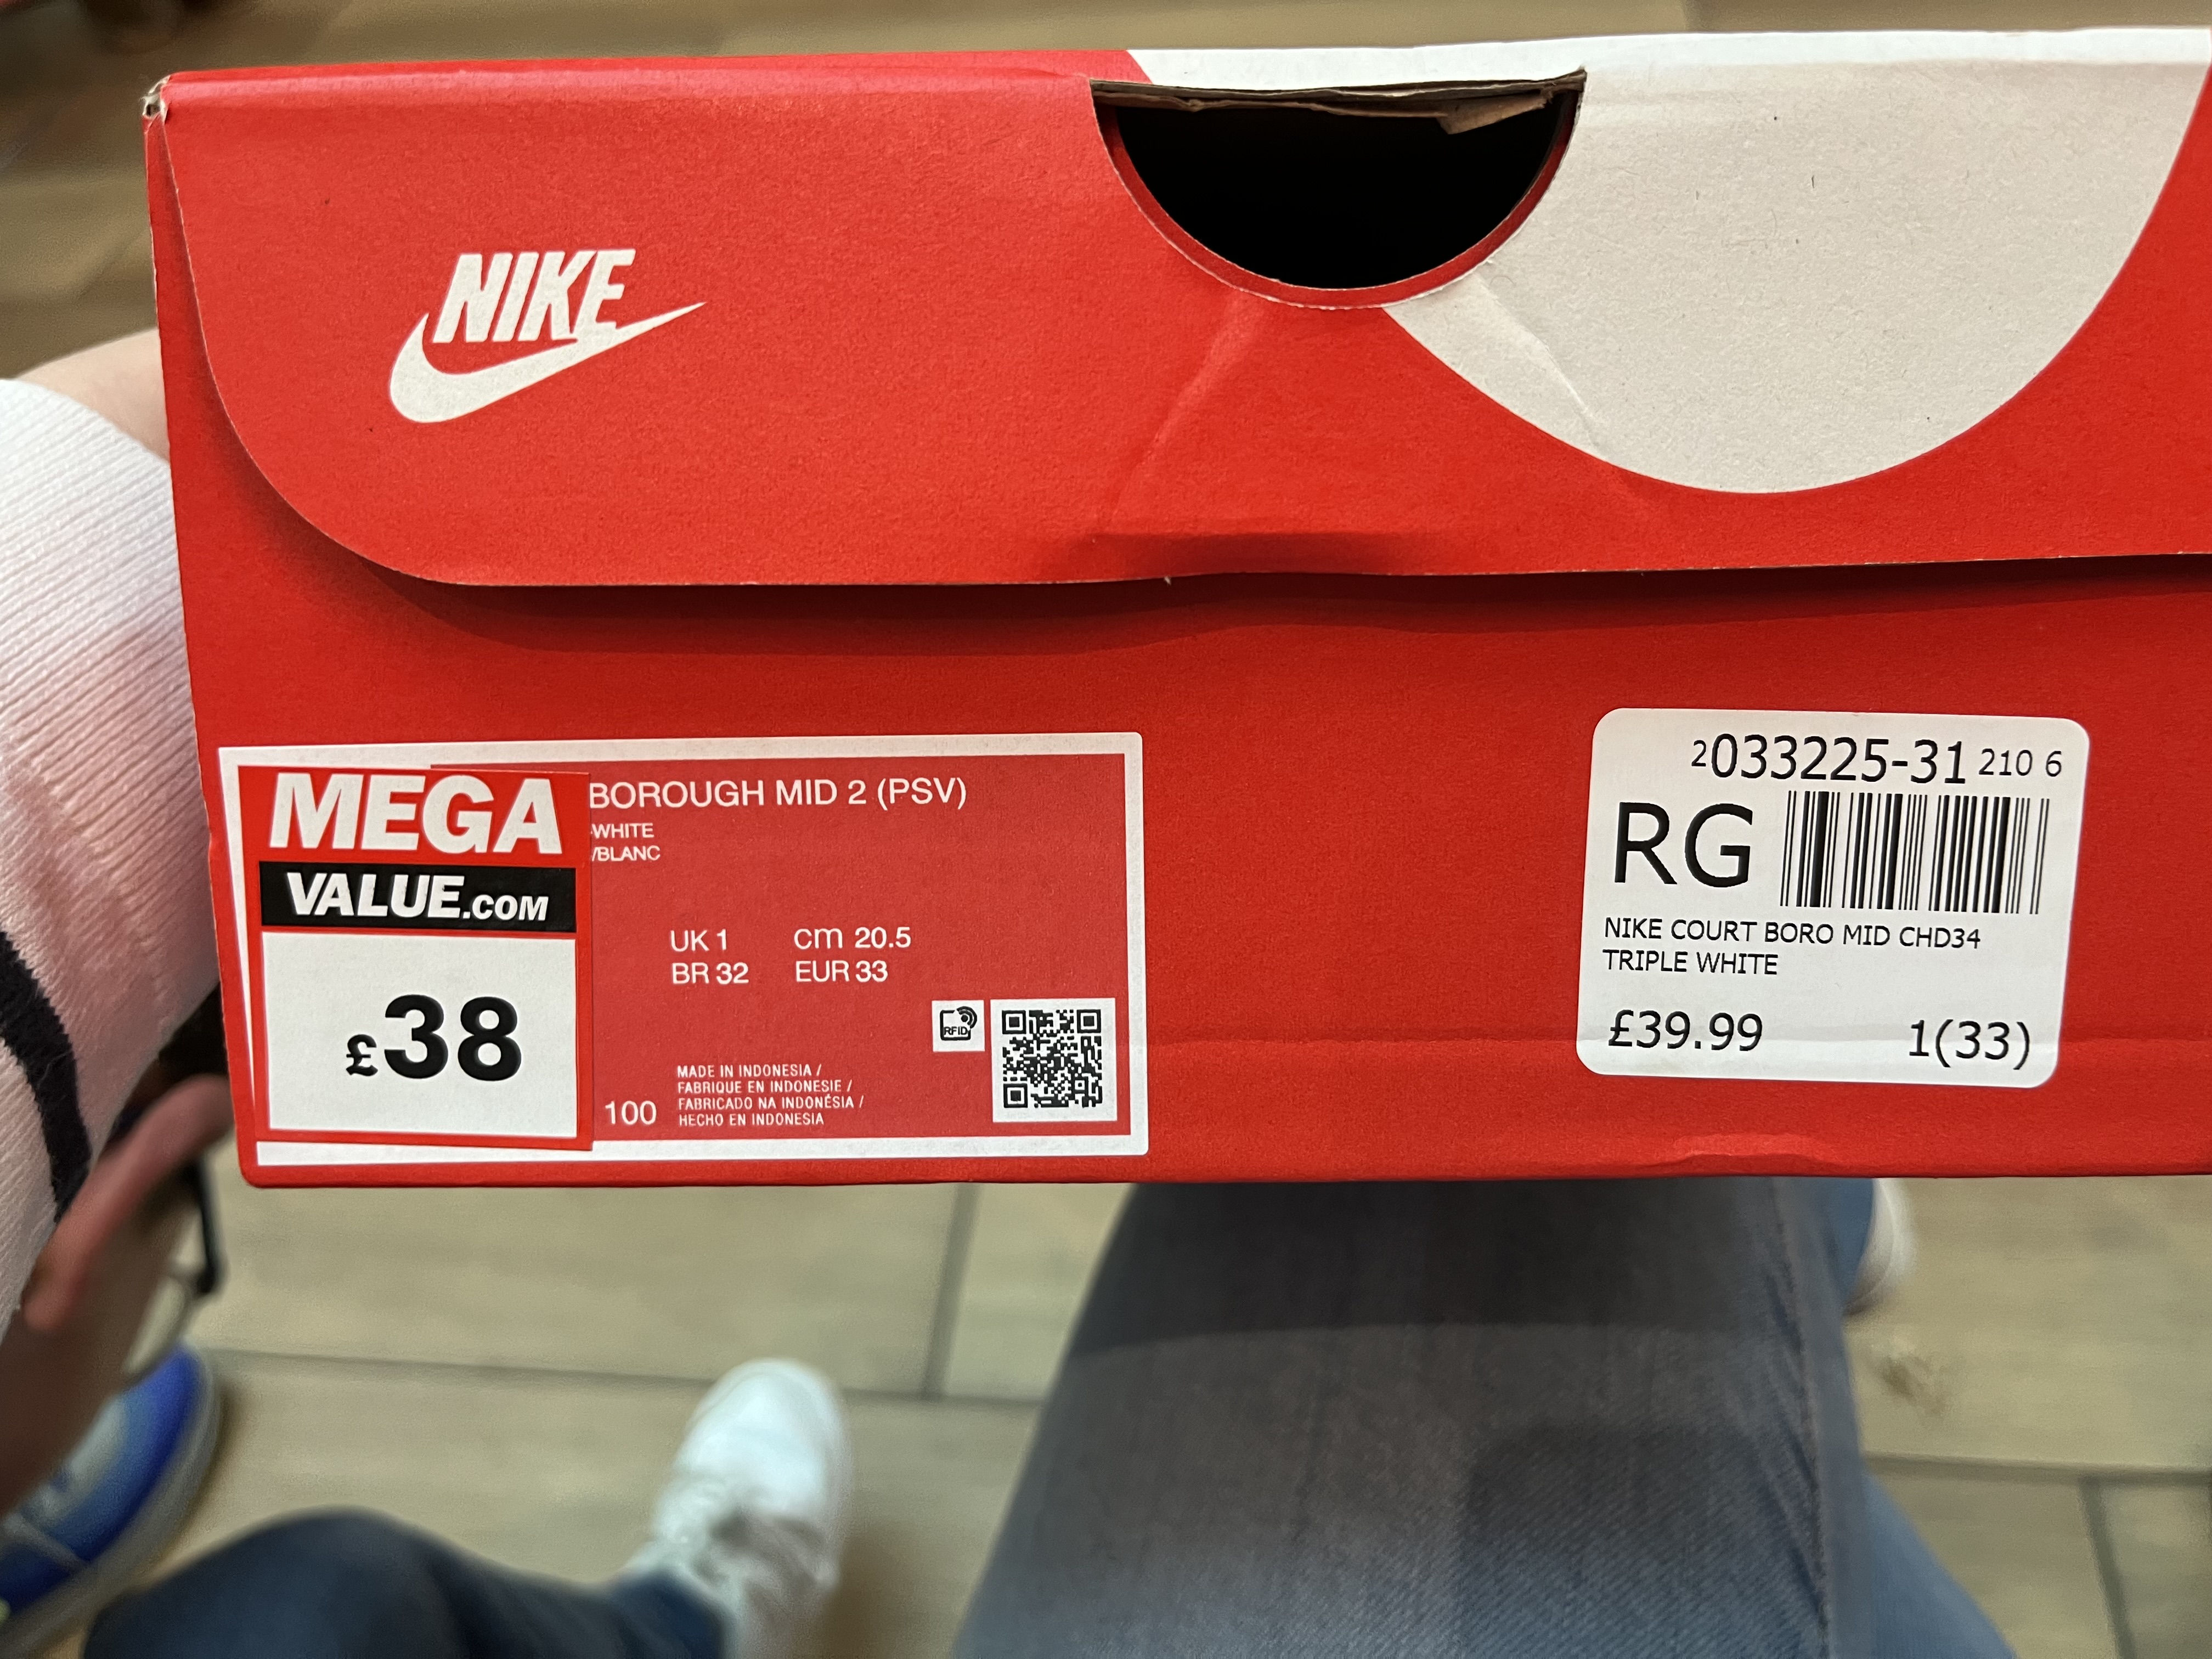 NIKE
MEGA
VALUE.COM
£38
BOROUGH MID 2 (PSV)
-WHITE
/BLANC
UK 1 cm 20.5
BR 32 EUR 33
RFID
100
MADE IN INDONESIA /
FABRIQUE EN INDONESIE /
FABRICADO NA INDONÉSIA /
HECHO EN INDONESIA
2033225-31 210 6
RG
NIKE COURT BORO MID CHD34
TRIPLE WHITE
£39.99 1(33)